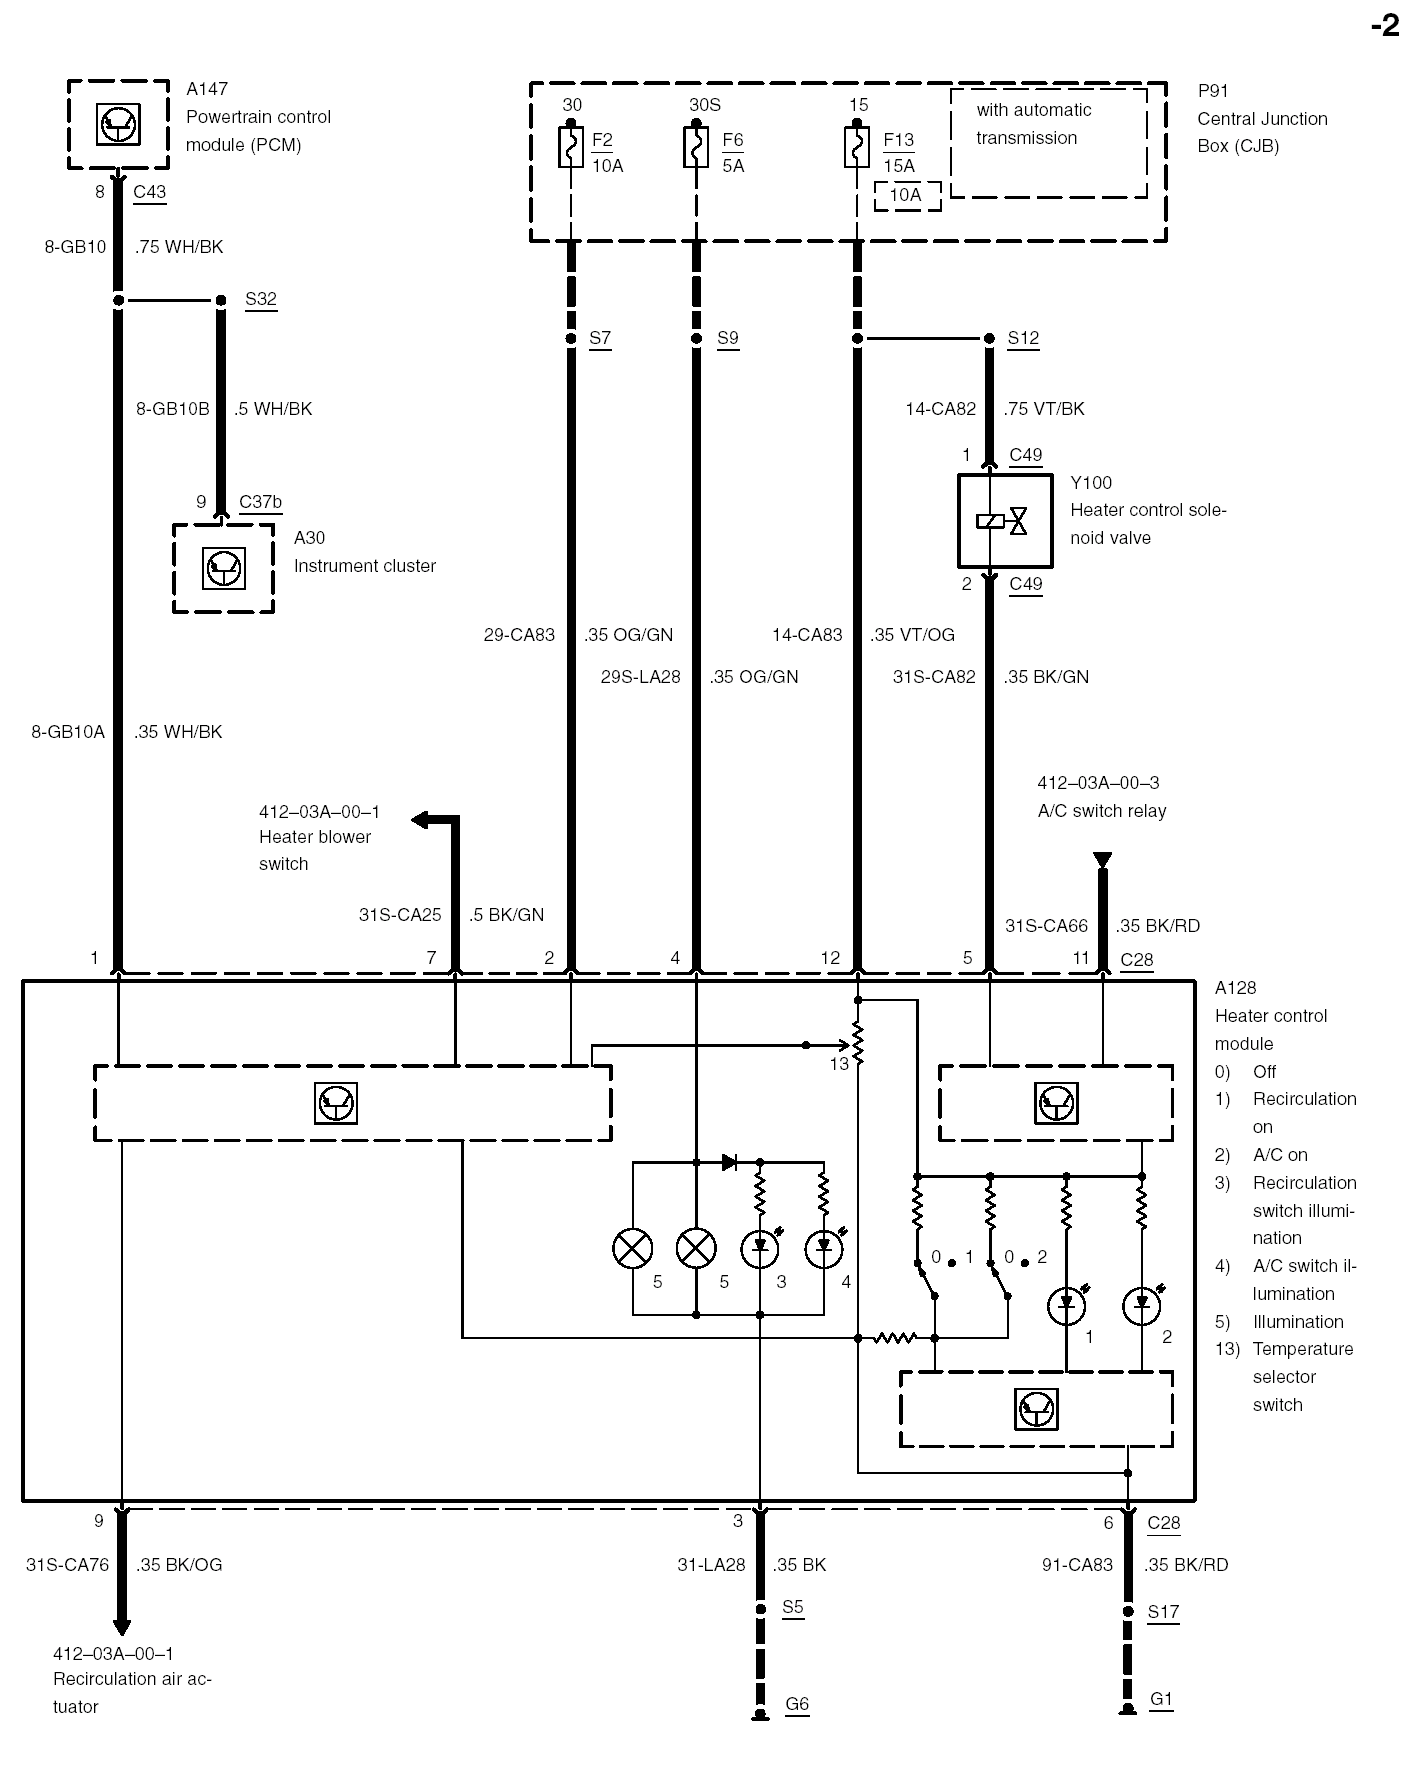 -2
A147
Powertrain control
module (PCM)
8
C43
8-GB10
.75 WH/BK
S32
8-GB10B
.5 WH/BK
9
C37b
A30
Instrument cluster
8-GB10A
.35 WH/BK
30
F2
10A
30S
F6
5A
15
F13
15A
10A
with automatic
transmission
P91
Central Junction
Box (CJB)
S7
S9
S12
14-CA82
.75 VT/BK
1
C49
Y100
Heater control sole-
noid valve
2
C49
29-CA83
.35 OG/GN
14-CA83
.35 VT/OG
29S-LA28
.35 OG/GN
31S-CA82
.35 BK/GN
412–03A–00–1
Heater blower
switch
31S-CA25
.5 BK/GN
412–03A–00–3
A/C switch relay
31S-CA66
.35 BK/RD
1
7
2
4
12
5
11
C28
A128
Heater control
module
0) Off
1) Recirculation
on
2) A/C on
3) Recirculation
switch illumi-
nation
4) A/C switch il-
lumination
5) Illumination
13) Temperature
selector
switch
13
5
5
3
4
0
1
0
2
1
2
9
3
6
C28
31S-CA76
.35 BK/OG
31-LA28
.35 BK
91-CA83
.35 BK/RD
S5
S17
412–03A–00–1
Recirculation air ac-
tuator
G6
G1